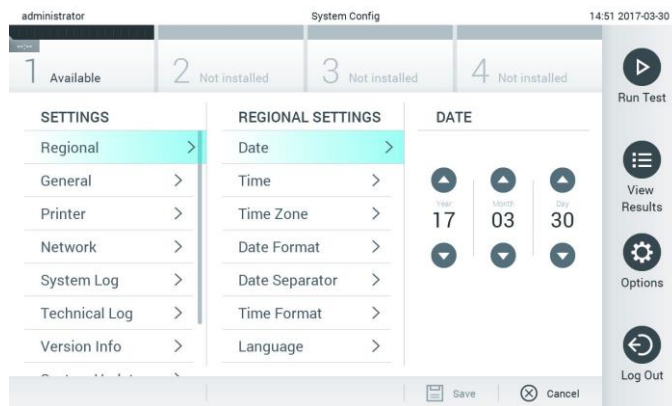 administrator System Config 14:51 2017-03-30
--:--
1 Available 2 Not installed 3 Not installed 4 Not installed
Run Test
SETTINGS REGIONAL SETTINGS DATE
Regional Date
General Time
Printer Time Zone
Network Date Format
System Log Date Separator
Technical Log Time Format
Version Info Language
Year Month Day
17 03 30
View
Results
Options
Log Out
Save Cancel